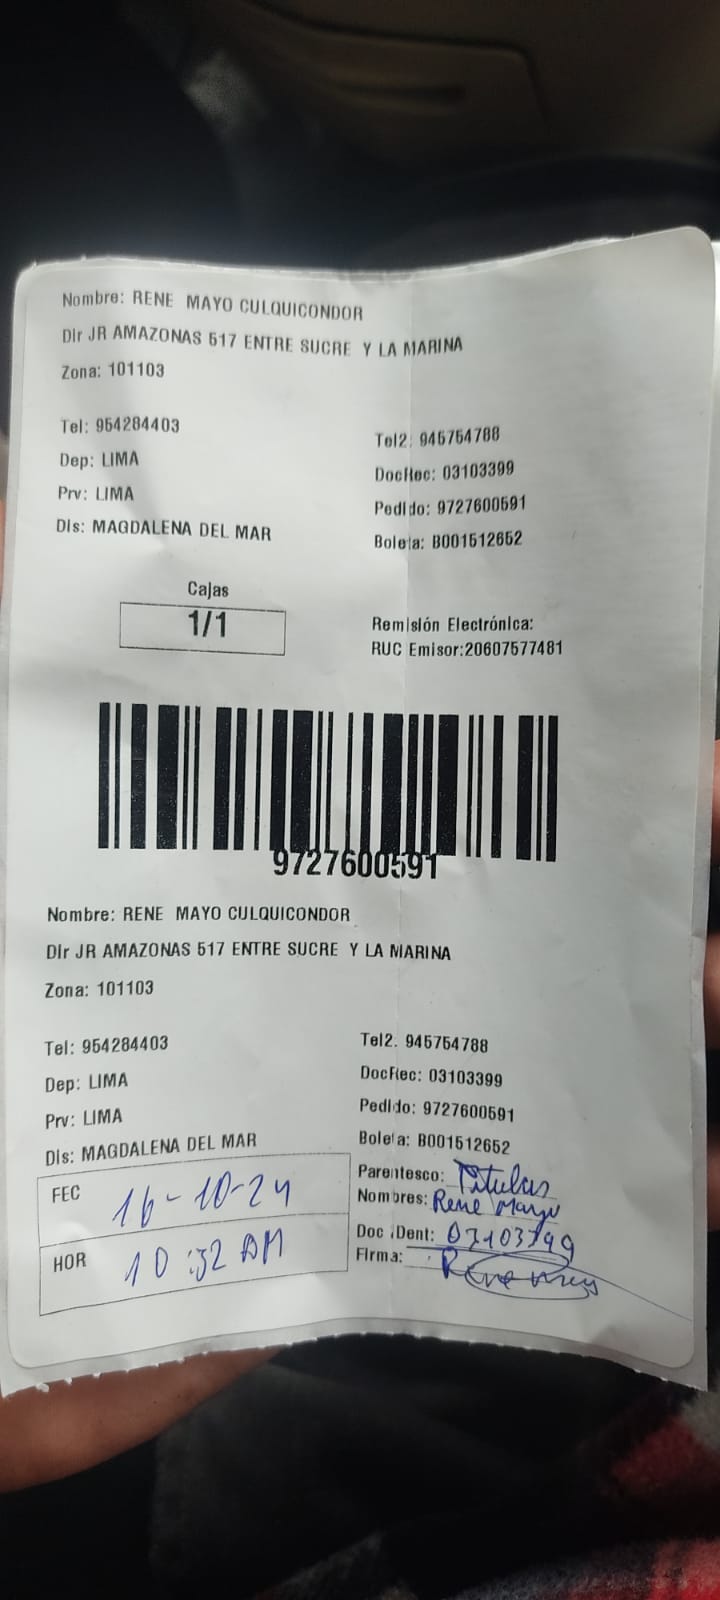 Nombre: RENE MAYO CULQUICONDOR
Dir JR AMAZONAS 517 ENTRE SUCRE Y LA MARINA
Zona: 101103
Tel: 954284403 Tel2. 945754788
Dep: LIMA DocRec: 03103399
Prv: LIMA Pedido: 9727600591
Dis: MAGDALENA DEL MAR Boleta: B001512652
Cajas
1/1
Remisión Electrónica:
RUC Emisor:20607577481
9727600591
Nombre: RENE MAYO CULQUICONDOR
Dir JR AMAZONAS 517 ENTRE SUCRE Y LA MARINA
Zona: 101103
Tel: 954284403 Tel2. 945754788
Dep: LIMA DocRec: 03103399
Prv: LIMA Pedido: 9727600591
Dis: MAGDALENA DEL MAR Boleta: B001512652
FEC 16-10-24
HOR 10:32 AM
Parentesco: Titular
Nombres: Rene Mayo
Doc iDent:
Firma: